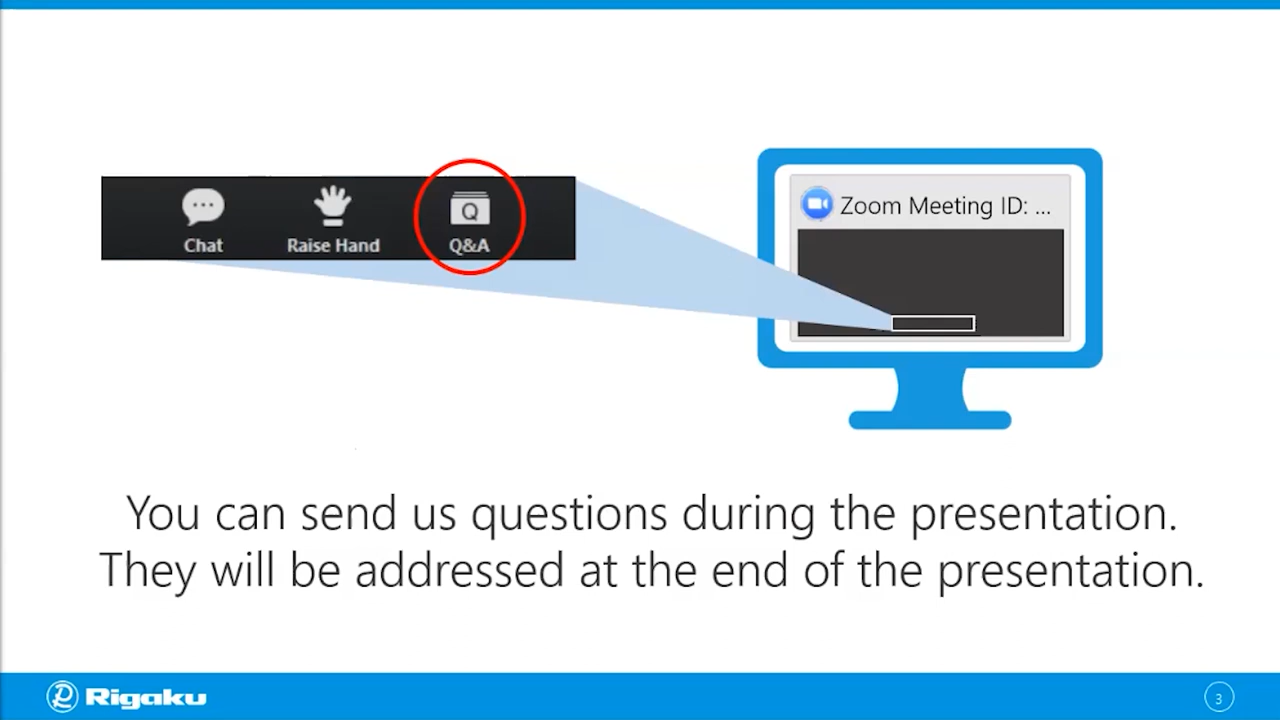 Zoom Meeting ID: ...
Chat
Raise Hand
Q
Q&A
You can send us questions during the presentation.
They will be addressed at the end of the presentation.
Rigaku
3